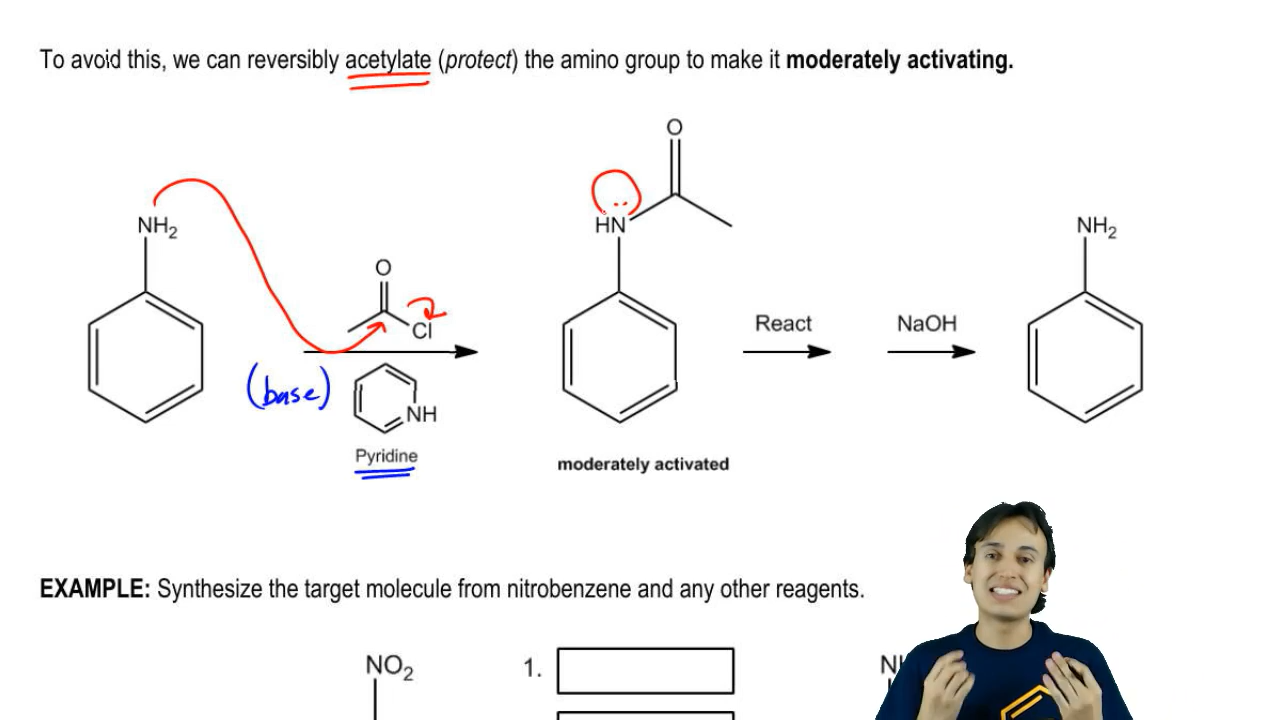 To avoid this, we can reversibly acetylate (protect) the amino group to make it moderately activating.
O
HN
NH2
O
Cl
(base)
NH
Pyridine
moderately activated
React
NaOH
NH2
EXAMPLE: Synthesize the target molecule from nitrobenzene and any other reagents.
NO2
1.